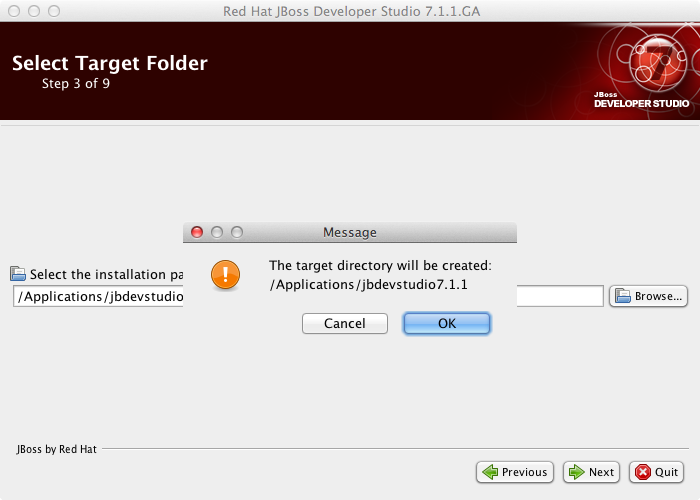 Red Hat JBoss Developer Studio 7.1.1.GA
Select Target Folder
Step 3 of 9
7
JBoss
DEVELOPER STUDIO
Message
The target directory will be created:
/Applications/jbdevstudio7.1.1
Cancel
OK
Select the installation pa
/Applications/jbdevstudio
Browse...
JBoss by Red Hat
Previous
Next
Quit